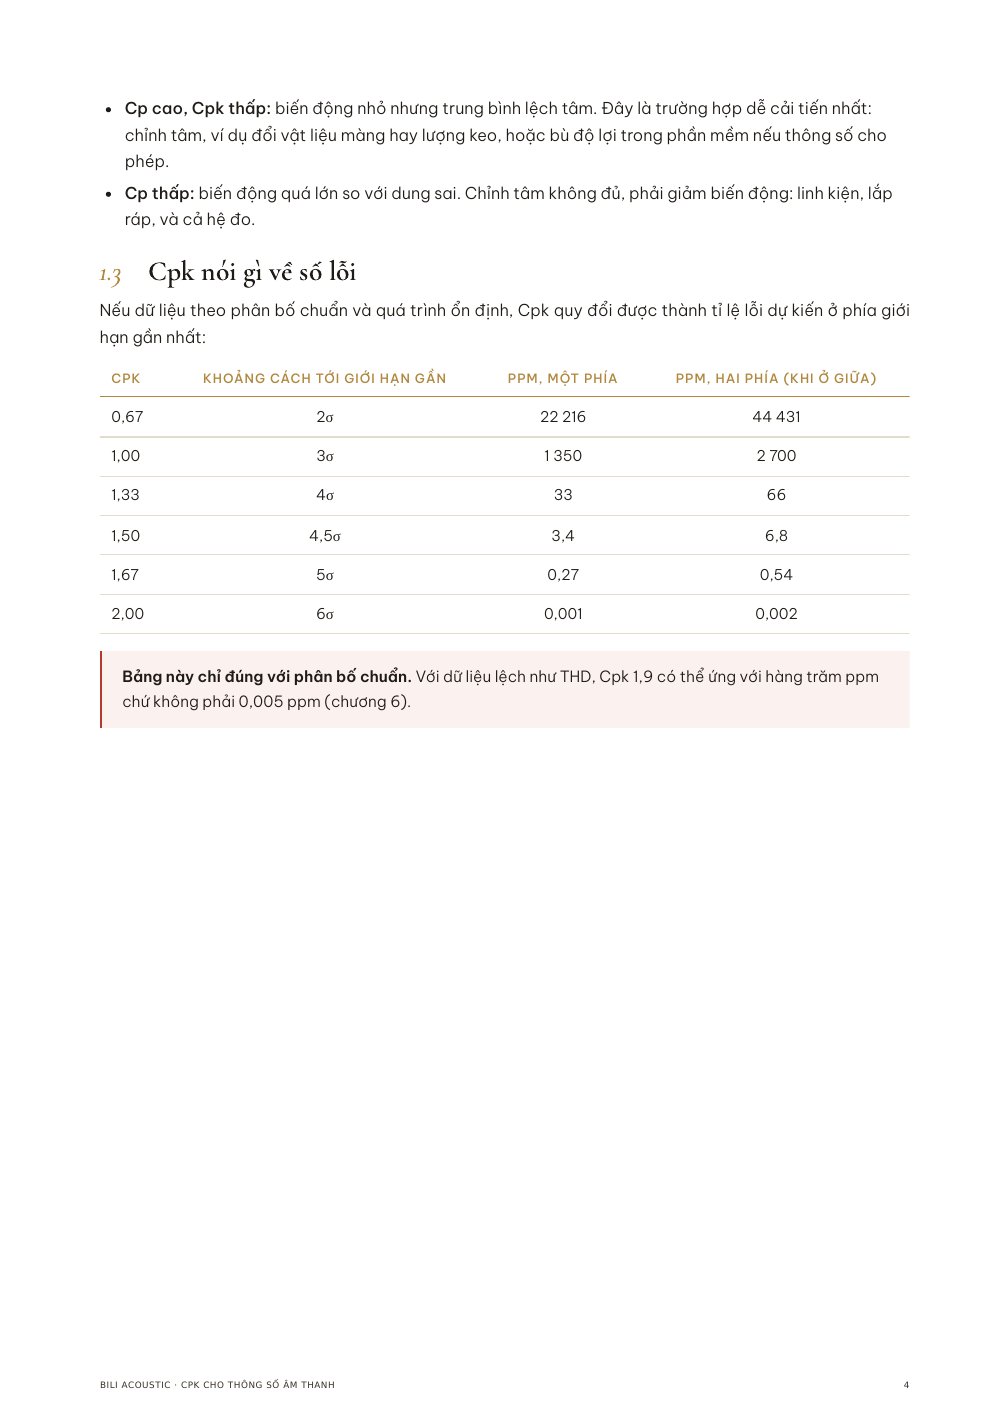 • Cp cao, Cpk thấp: biến động nhỏ nhưng trung bình lệch tâm. Đây là trường hợp dễ cải tiến nhất:
chỉnh tâm, ví dụ đổi vật liệu màng hay lượng keo, hoặc bù độ lợi trong phần mềm nếu thông số cho
phép.
• Cp thấp: biến động quá lớn so với dung sai. Chỉnh tâm không đủ, phải giảm biến động: linh kiện, lắp
ráp, và cả hệ đo.
1.3 Cpk nói gì về số lỗi
Nếu dữ liệu theo phân bố chuẩn và quá trình ổn định, Cpk quy đổi được thành tỉ lệ lỗi dự kiến ở phía giới
hạn gần nhất:
CPK KHOẢNG CÁCH TỚI GIỚI HẠN GẦN PPM, MỘT PHÍA PPM, HAI PHÍA (KHI Ở GIỮA)
0,67 2σ 22 216 44 431
1,00 3σ 1 350 2 700
1,33 4σ 33 66
1,50 4,5σ 3,4 6,8
1,67 5σ 0,27 0,54
2,00 6σ 0,001 0,002
Bảng này chỉ đúng với phân bố chuẩn. Với dữ liệu lệch như THD, Cpk 1,9 có thể ứng với hàng trăm ppm
chứ không phải 0,005 ppm (chương 6).
BILI ACOUSTIC · CPK CHO THÔNG SỐ ÂM THANH 4